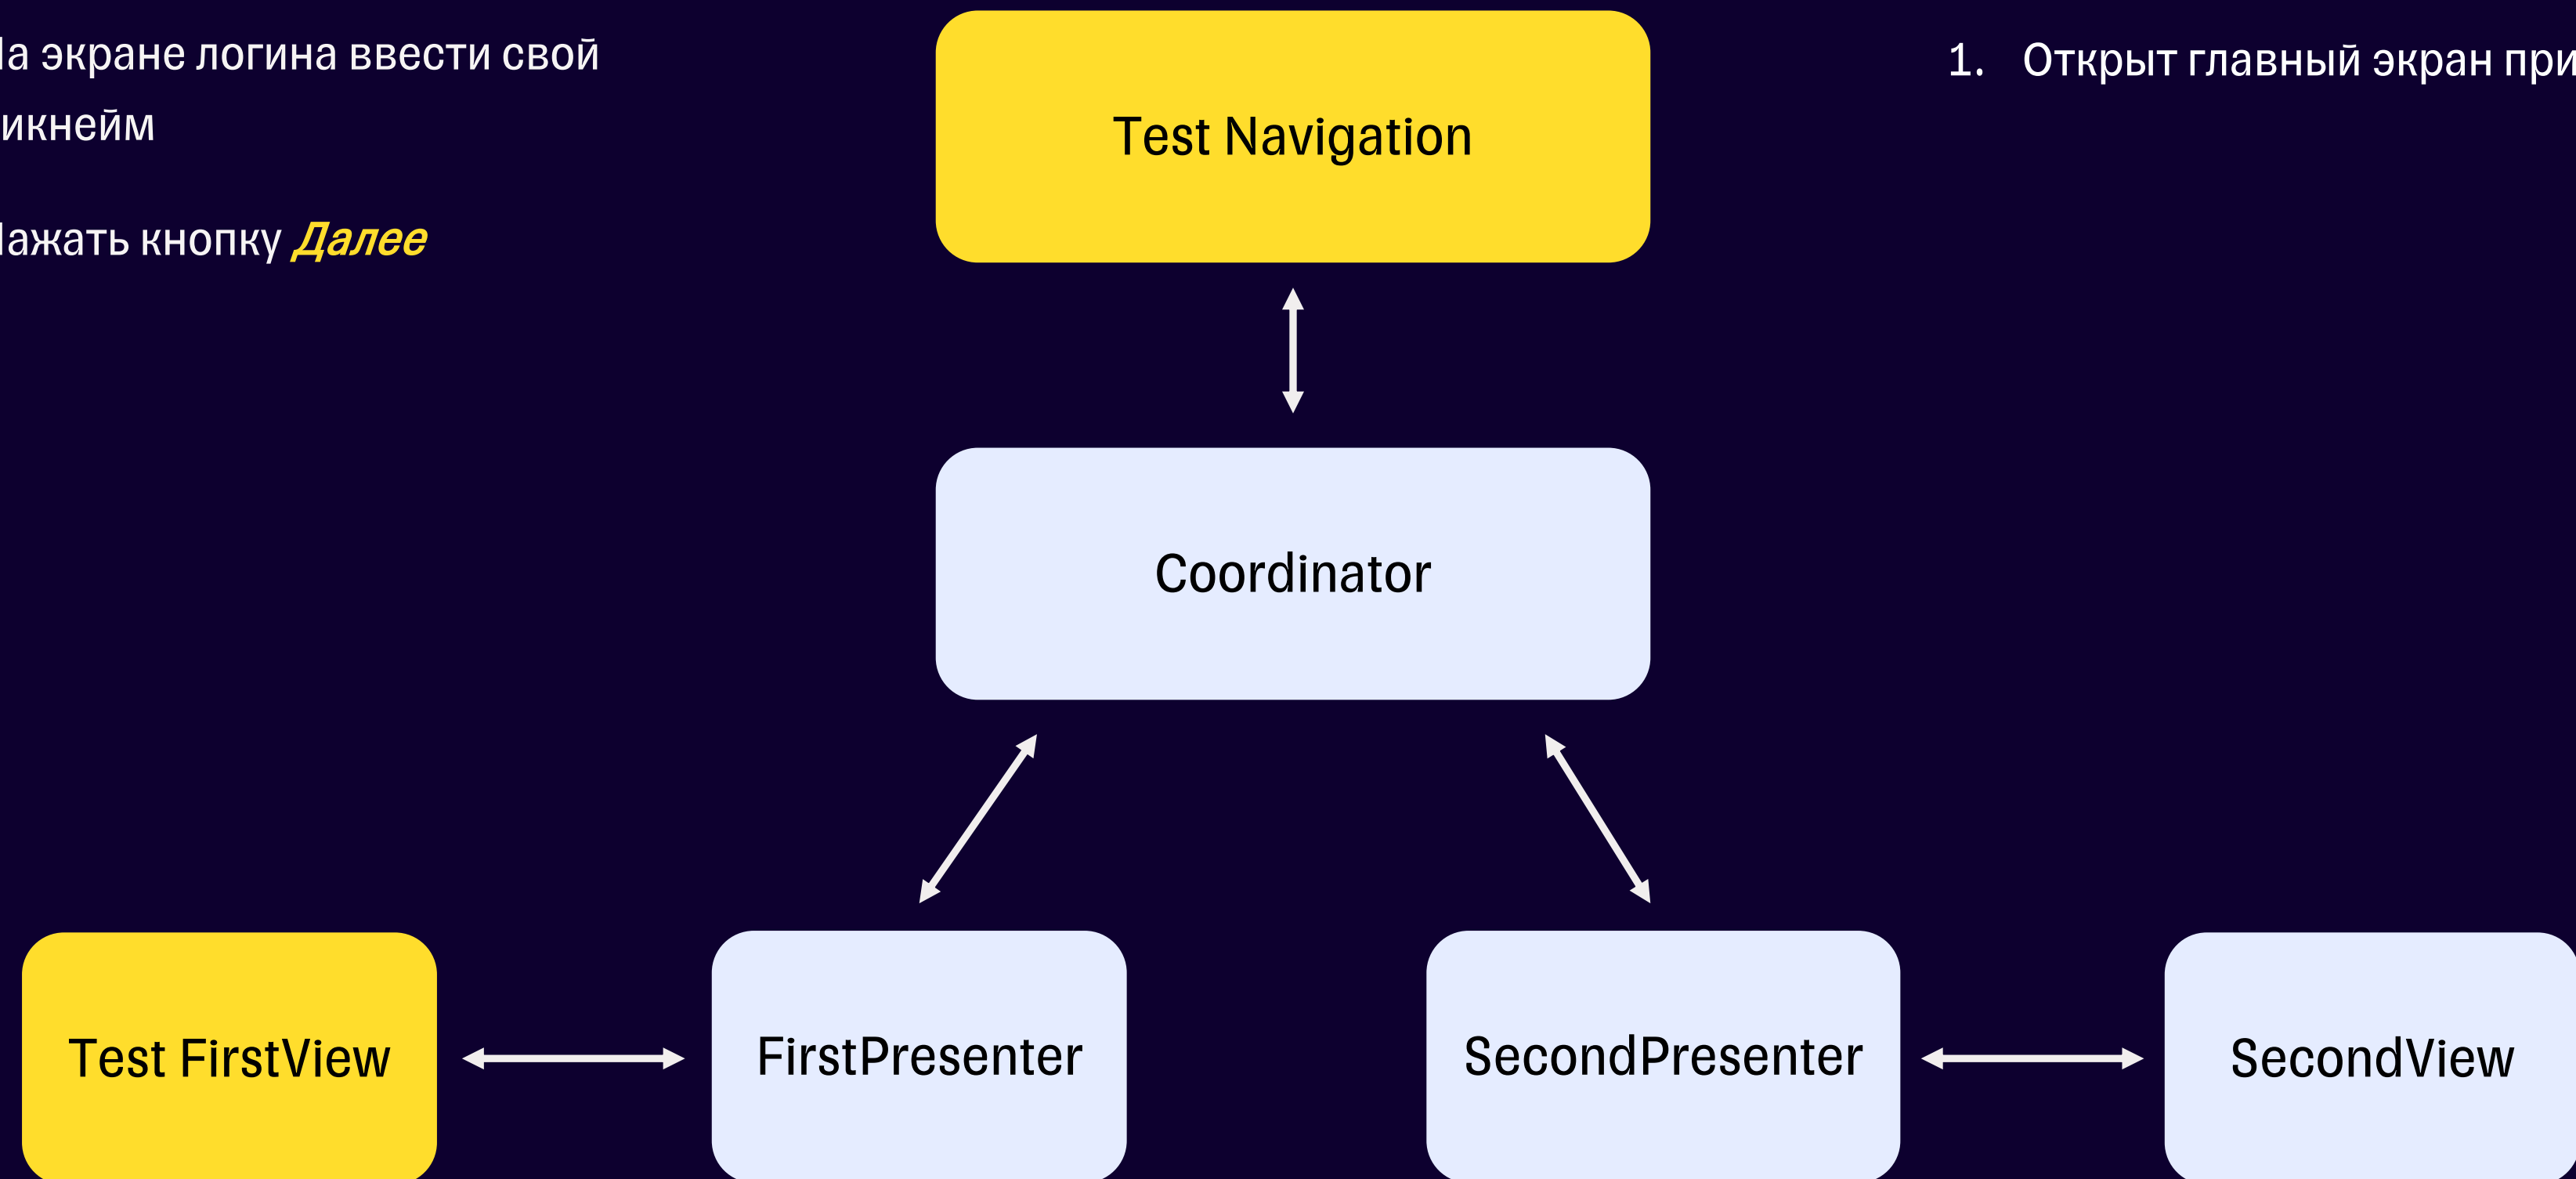 а экране логина ввести свой
икнейм
ажать кнопку Далее
Test Navigation
1. Открыт главный экран
Coordinator
Test FirstView
FirstPresenter
SecondPresenter
SecondView